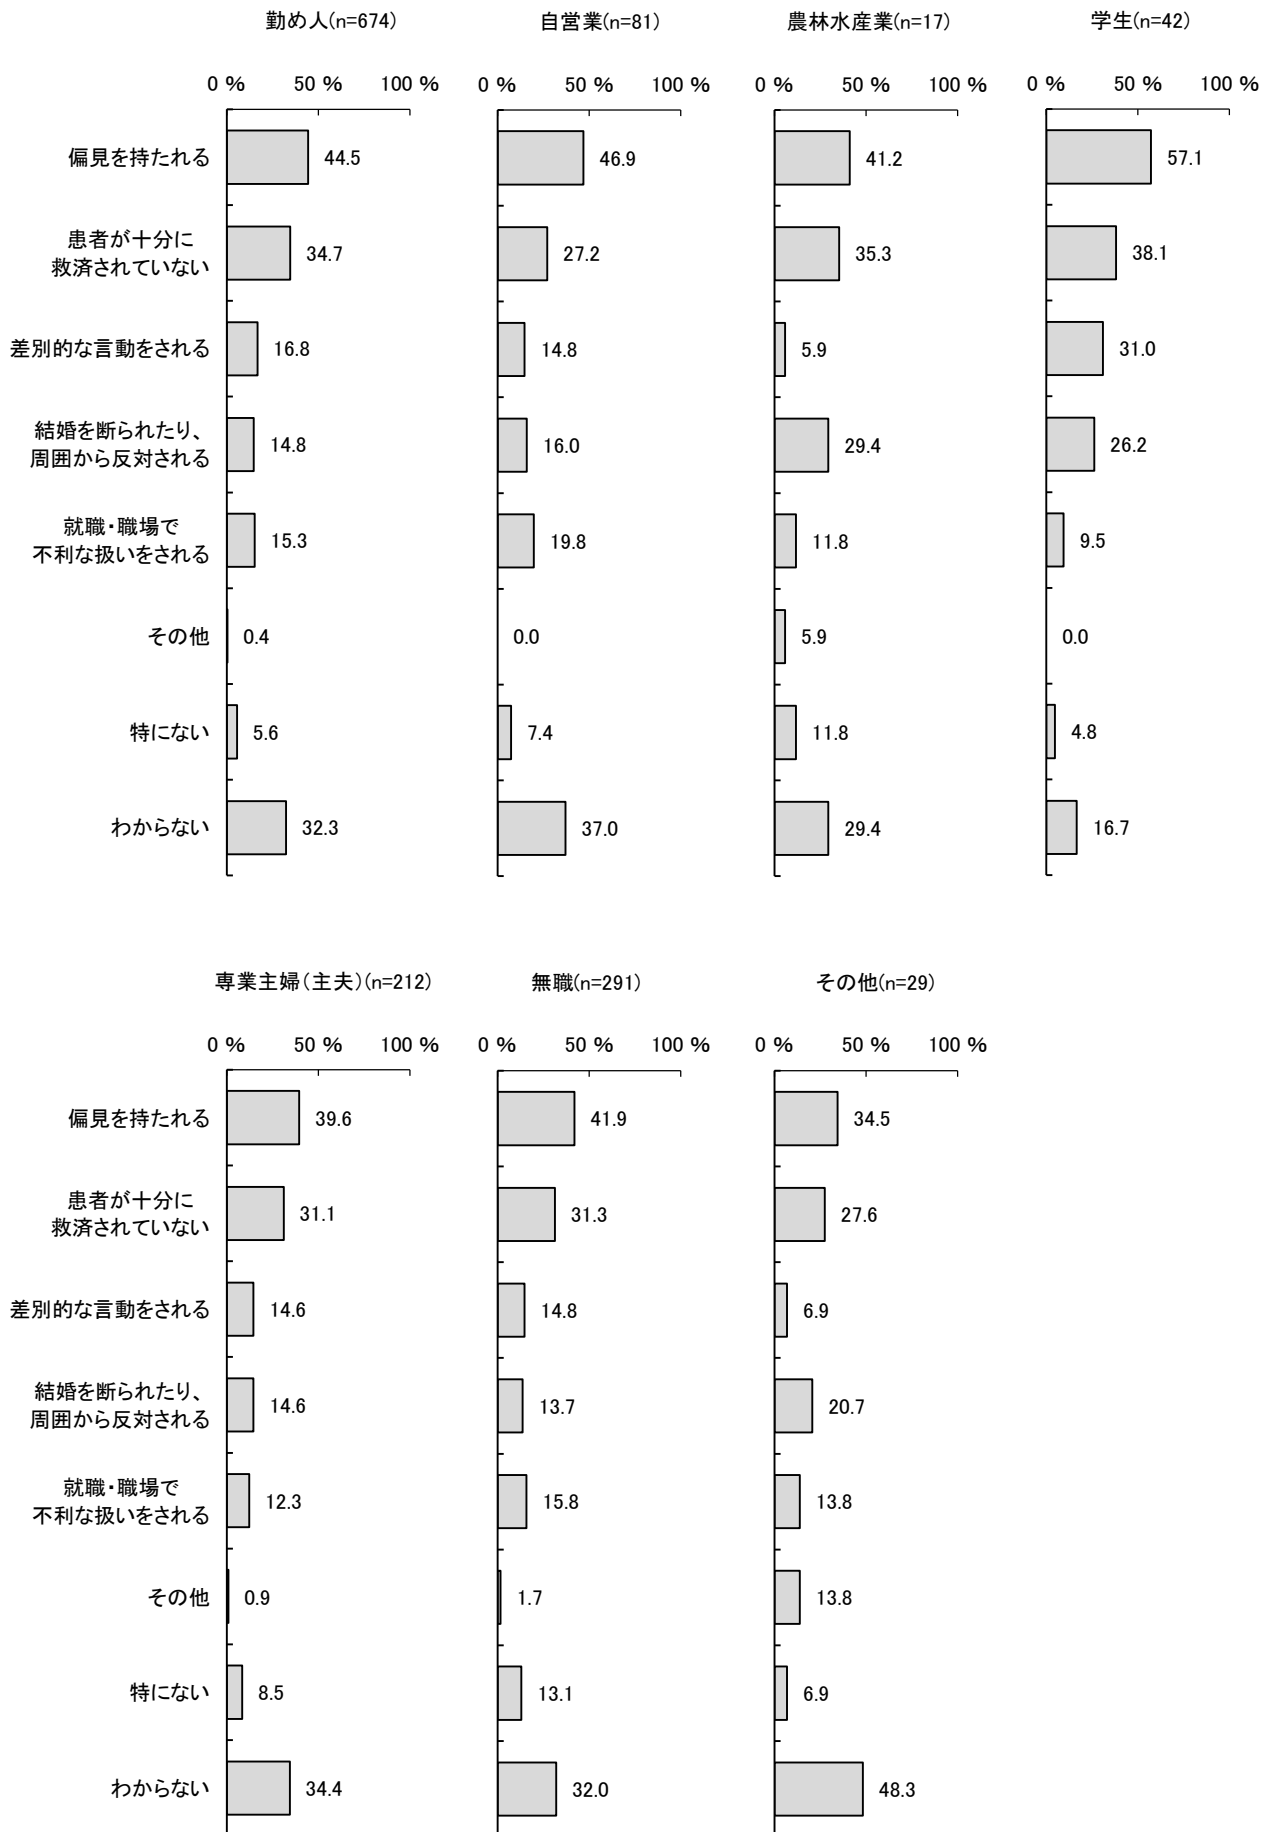 勤め人(n=674) 自営業(n=81) 農林水産業(n=17) 学生(n=42)
0 % 50 % 100 % 0 % 50 % 100 % 0 % 50 % 100 % 0 % 50 % 100 %
偏見を持たれる 44.5 46.9 41.2 57.1
患者が十分に
救済されていない 34.7 27.2 35.3 38.1
差別的な言動をされる 16.8 14.8 5.9 31.0
結婚を断られたり、
周囲から反対される 14.8 16.0 29.4 26.2
就職・職場で
不利な扱いをされる 15.3 19.8 11.8 9.5
その他 0.4 0.0 5.9 0.0
特にない 5.6 7.4 11.8 4.8
わからない 32.3 37.0 29.4 16.7
専業主婦(主夫)(n=212) 無職(n=291) その他(n=29)
0 % 50 % 100 % 0 % 50 % 100 % 0 % 50 % 100 %
偏見を持たれる 39.6 41.9 34.5
患者が十分に
救済されていない 31.1 31.3 27.6
差別的な言動をされる 14.6 14.8 6.9
結婚を断られたり、
周囲から反対される 14.6 13.7 20.7
就職・職場で
不利な扱いをされる 12.3 15.8 13.8
その他 0.9 1.7 13.8
特にない 8.5 13.1 6.9
わからない 34.4 32.0 48.3